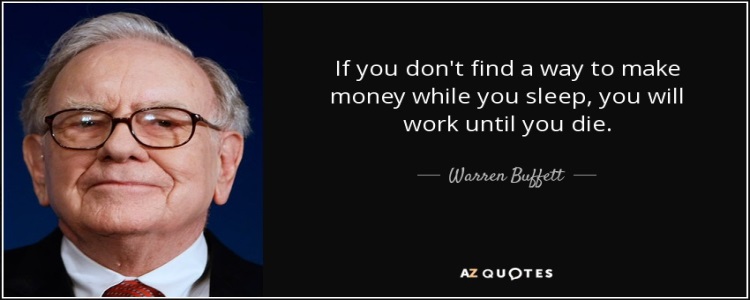 If you don't find a way to make
money while you sleep, you will
work until you die.
Warren Buffett
AZ QUOTES